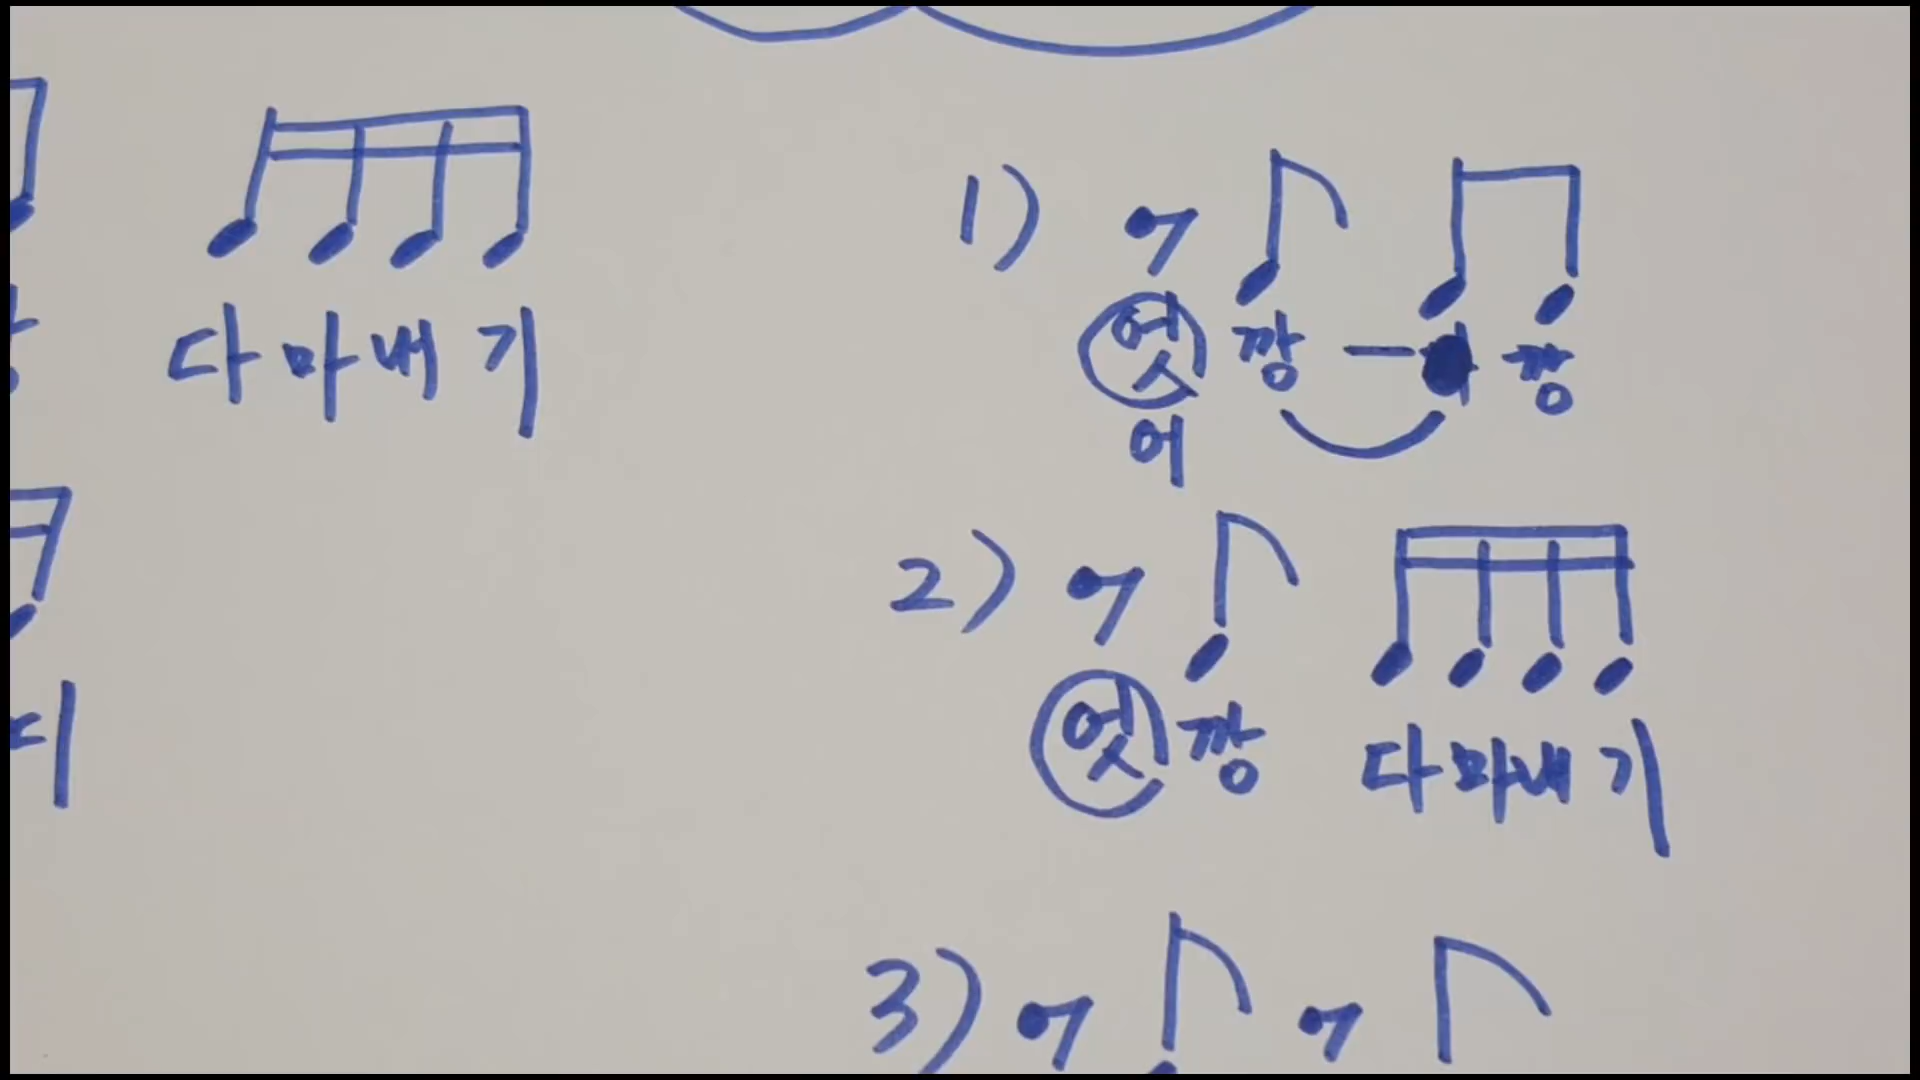 다마내기
1)
엇 깡 — 깡
어
2)
엇 깡 다마내기
3)